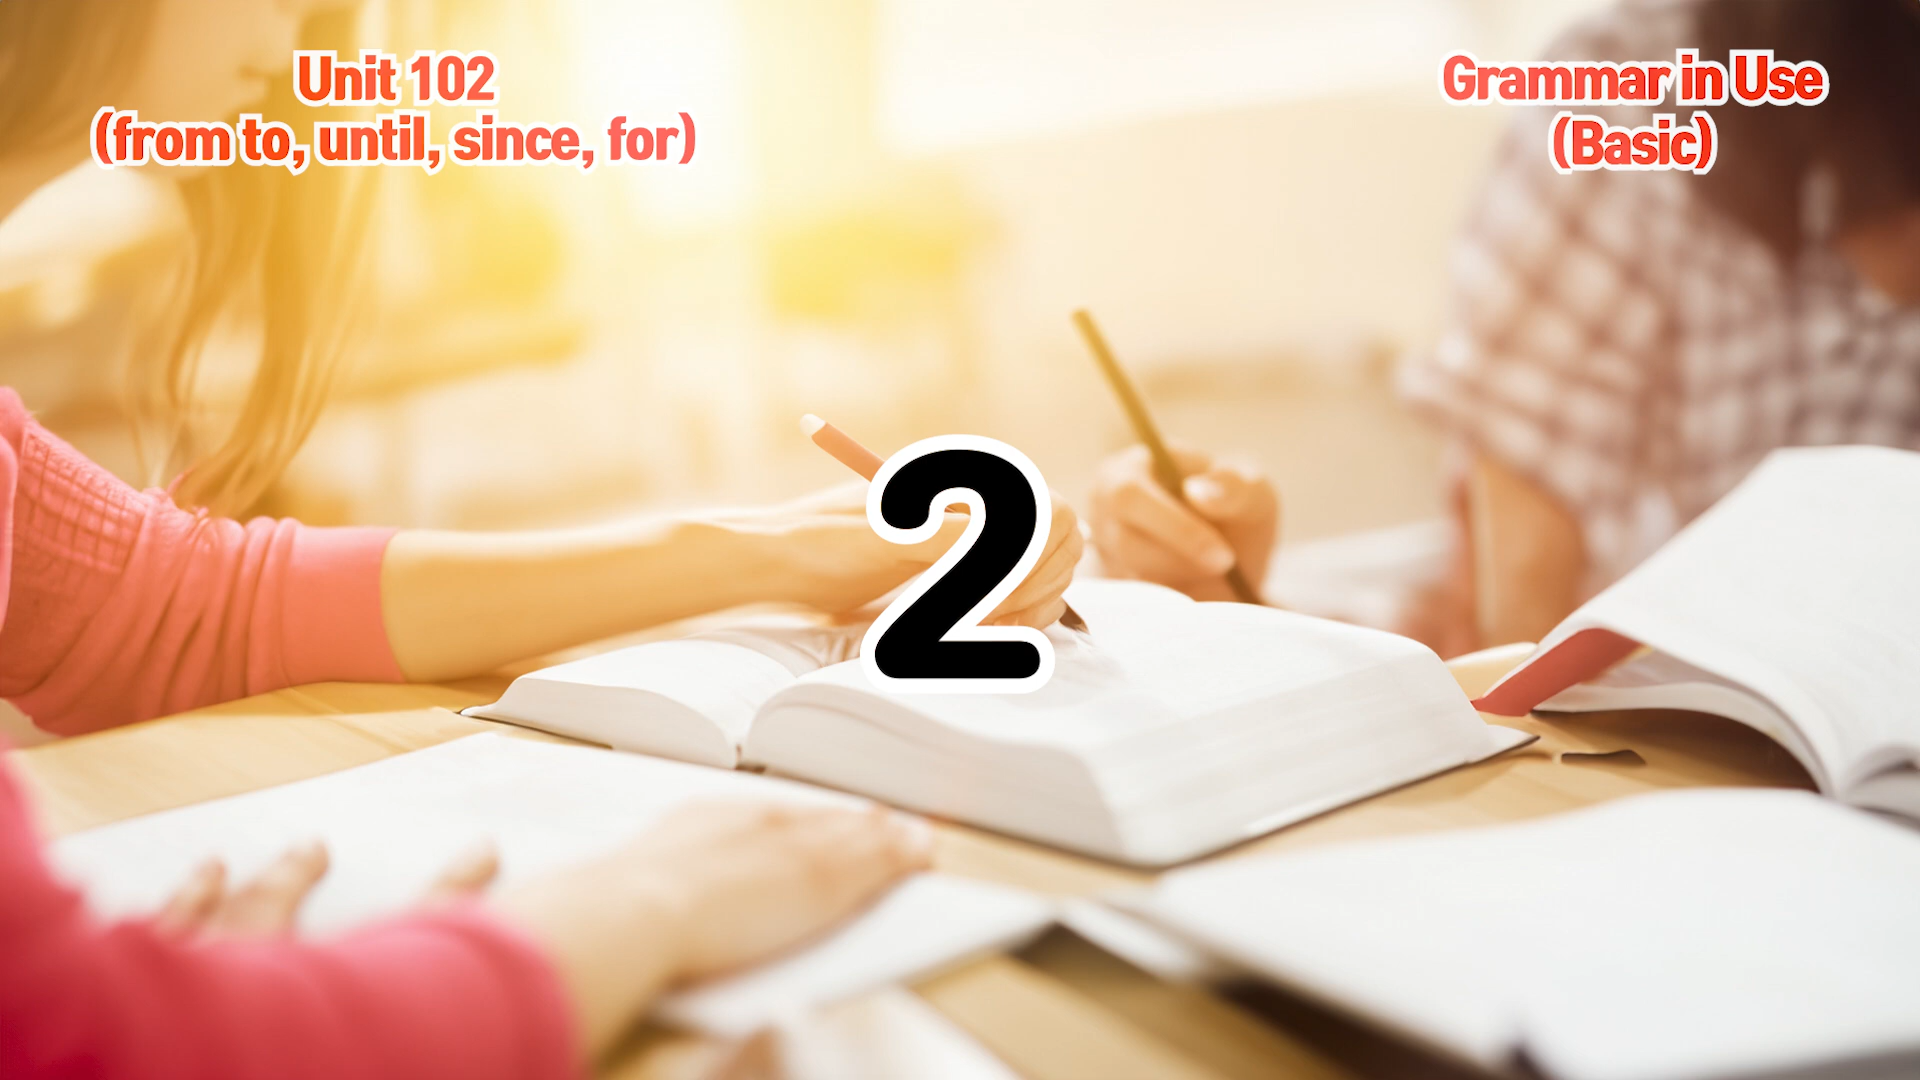 Unit 102
(from to, until, since, for)
Grammar in Use
(Basic)
2